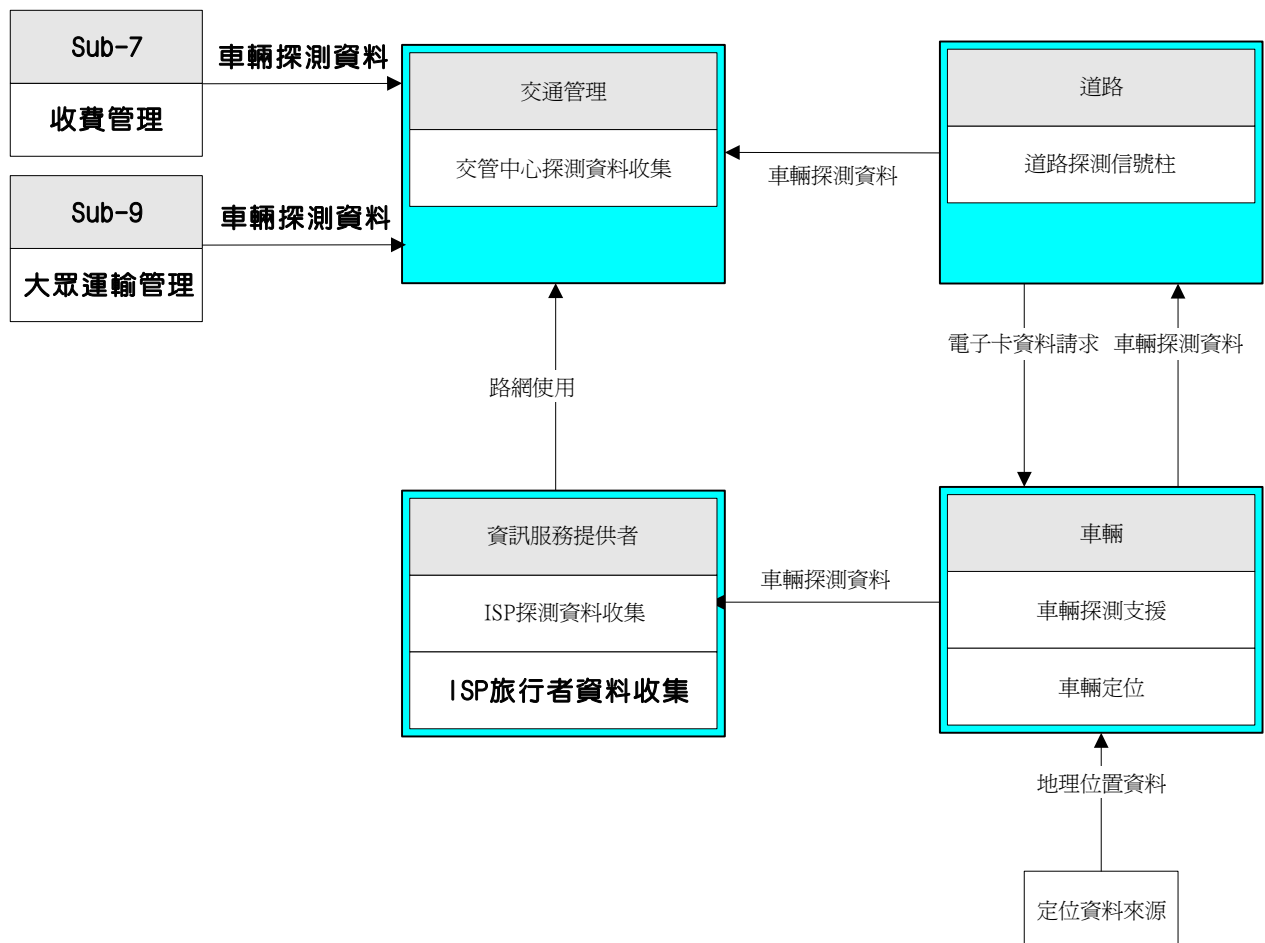 Sub-7
收費管理
車輛探測資料
Sub-9
大眾運輸管理
車輛探測資料
交通管理
交管中心探測資料收集
車輛探測資料
道路
道路探測信號柱
路網使用
電子卡資料請求
車輛探測資料
資訊服務提供者
ISP探測資料收集
ISP旅行者資料收集
車輛探測資料
車輛
車輛探測支援
車輛定位
地理位置資料
定位資料來源